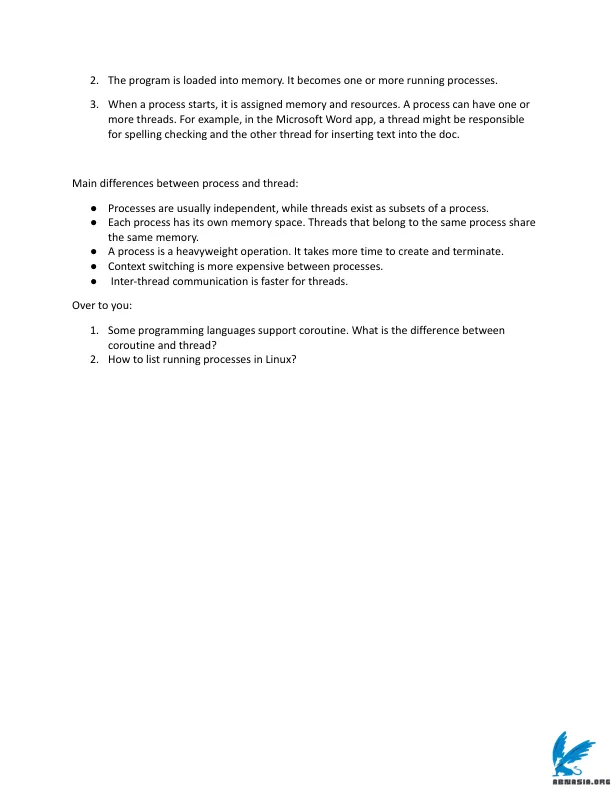 2. The program is loaded into memory. It becomes one or more running processes.
3. When a process starts, it is assigned memory and resources. A process can have one or
more threads. For example, in the Microsoft Word app, a thread might be responsible
for spelling checking and the other thread for inserting text into the doc.
Main differences between process and thread:
● Processes are usually independent, while threads exist as subsets of a process.
● Each process has its own memory space. Threads that belong to the same process share
the same memory.
● A process is a heavyweight operation. It takes more time to create and terminate.
● Context switching is more expensive between processes.
● Inter-thread communication is faster for threads.
Over to you:
1. Some programming languages support coroutine. What is the difference between
coroutine and thread?
2. How to list running processes in Linux?
ABNASIA.ORG